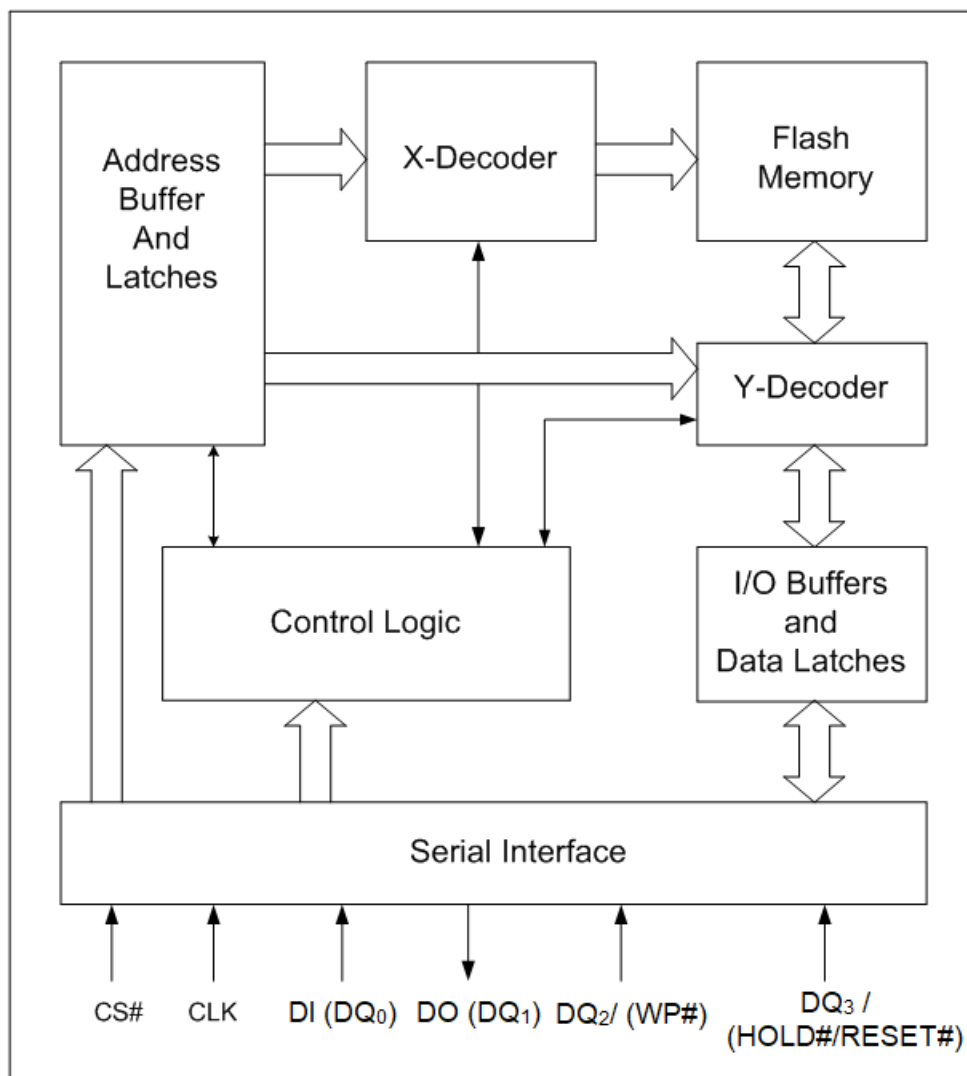 Address
Buffer
And
Latches
X-Decoder
Flash
Memory
Y-Decoder
Control Logic
I/O Buffers
and
Data Latches
Serial Interface
CS#
CLK
DI (DQ₀)
DO (DQ₁)
DQ₂/ (WP#)
DQ₃ /
(HOLD#/RESET#)